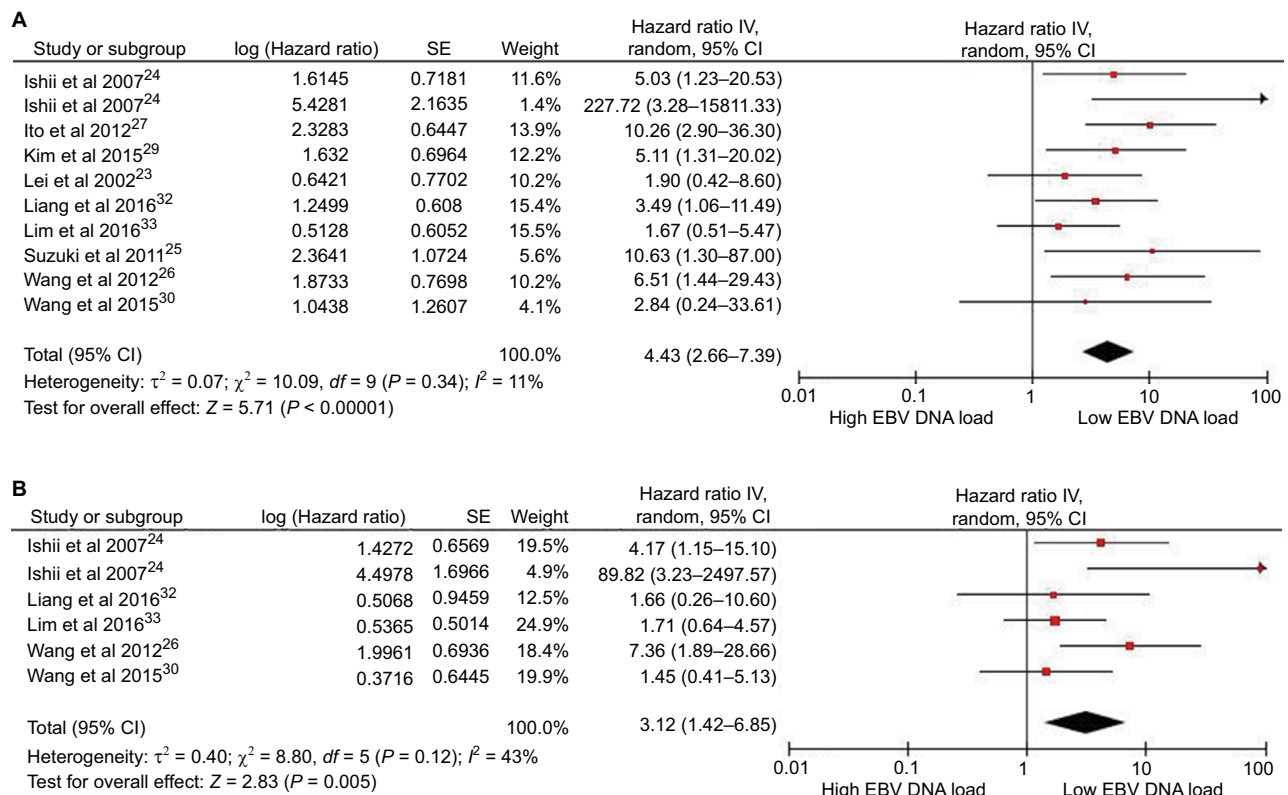 A
Hazard ratio IV, Hazard ratio IV,
Study or subgroup log (Hazard ratio) SE Weight random, 95% CI random, 95% CI
Ishii et al 2007²⁴ 1.6145 0.7181 11.6% 5.03 (1.23–20.53)
Ishii et al 2007²⁴ 5.4281 2.1635 1.4% 227.72 (3.28–15811.33)
Ito et al 2012²⁷ 2.3283 0.6447 13.9% 10.26 (2.90–36.30)
Kim et al 2015²⁹ 1.632 0.6964 12.2% 5.11 (1.31–20.02)
Lei et al 2002²³ 0.6421 0.7702 10.2% 1.90 (0.42–8.60)
Liang et al 2016³² 1.2499 0.608 15.4% 3.49 (1.06–11.49)
Lim et al 2016³³ 0.5128 0.6052 15.5% 1.67 (0.51–5.47)
Suzuki et al 2011²⁵ 2.3641 1.0724 5.6% 10.63 (1.30–87.00)
Wang et al 2012²⁶ 1.8733 0.7698 10.2% 6.51 (1.44–29.43)
Wang et al 2015³⁰ 1.0438 1.2607 4.1% 2.84 (0.24–33.61)
Total (95% CI) 100.0% 4.43 (2.66–7.39)
Heterogeneity: τ² = 0.07; χ² = 10.09, df = 9 (P = 0.34); I² = 11%
Test for overall effect: Z = 5.71 (P < 0.00001)
0.01 0.1 1 10 100
High EBV DNA load Low EBV DNA load
B
Hazard ratio IV, Hazard ratio IV,
Study or subgroup log (Hazard ratio) SE Weight random, 95% CI random, 95% CI
Ishii et al 2007²⁴ 1.4272 0.6569 19.5% 4.17 (1.15–15.10)
Ishii et al 2007²⁴ 4.4978 1.6966 4.9% 89.82 (3.23–2497.57)
Liang et al 2016³² 0.5068 0.9459 12.5% 1.66 (0.26–10.60)
Lim et al 2016³³ 0.5365 0.5014 24.9% 1.71 (0.64–4.57)
Wang et al 2012²⁶ 1.9961 0.6936 18.4% 7.36 (1.89–28.66)
Wang et al 2015³⁰ 0.3716 0.6445 19.9% 1.45 (0.41–5.13)
Total (95% CI) 100.0% 3.12 (1.42–6.85)
Heterogeneity: τ² = 0.40; χ² = 8.80, df = 5 (P = 0.12); I² = 43%
Test for overall effect: Z = 2.83 (P = 0.005)
0.01 0.1 1 10 100
High EBV DNA load Low EBV DNA load